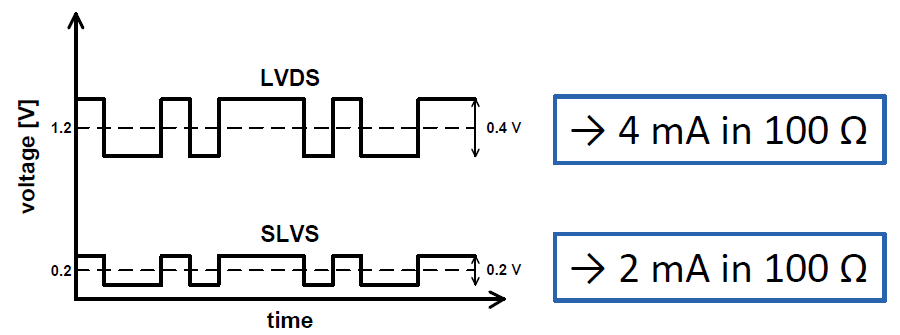 LVDS
voltage [V]
1.2
0.4 V
→ 4 mA in 100 Ω
SLVS
0.2
0.2 V
→ 2 mA in 100 Ω
time